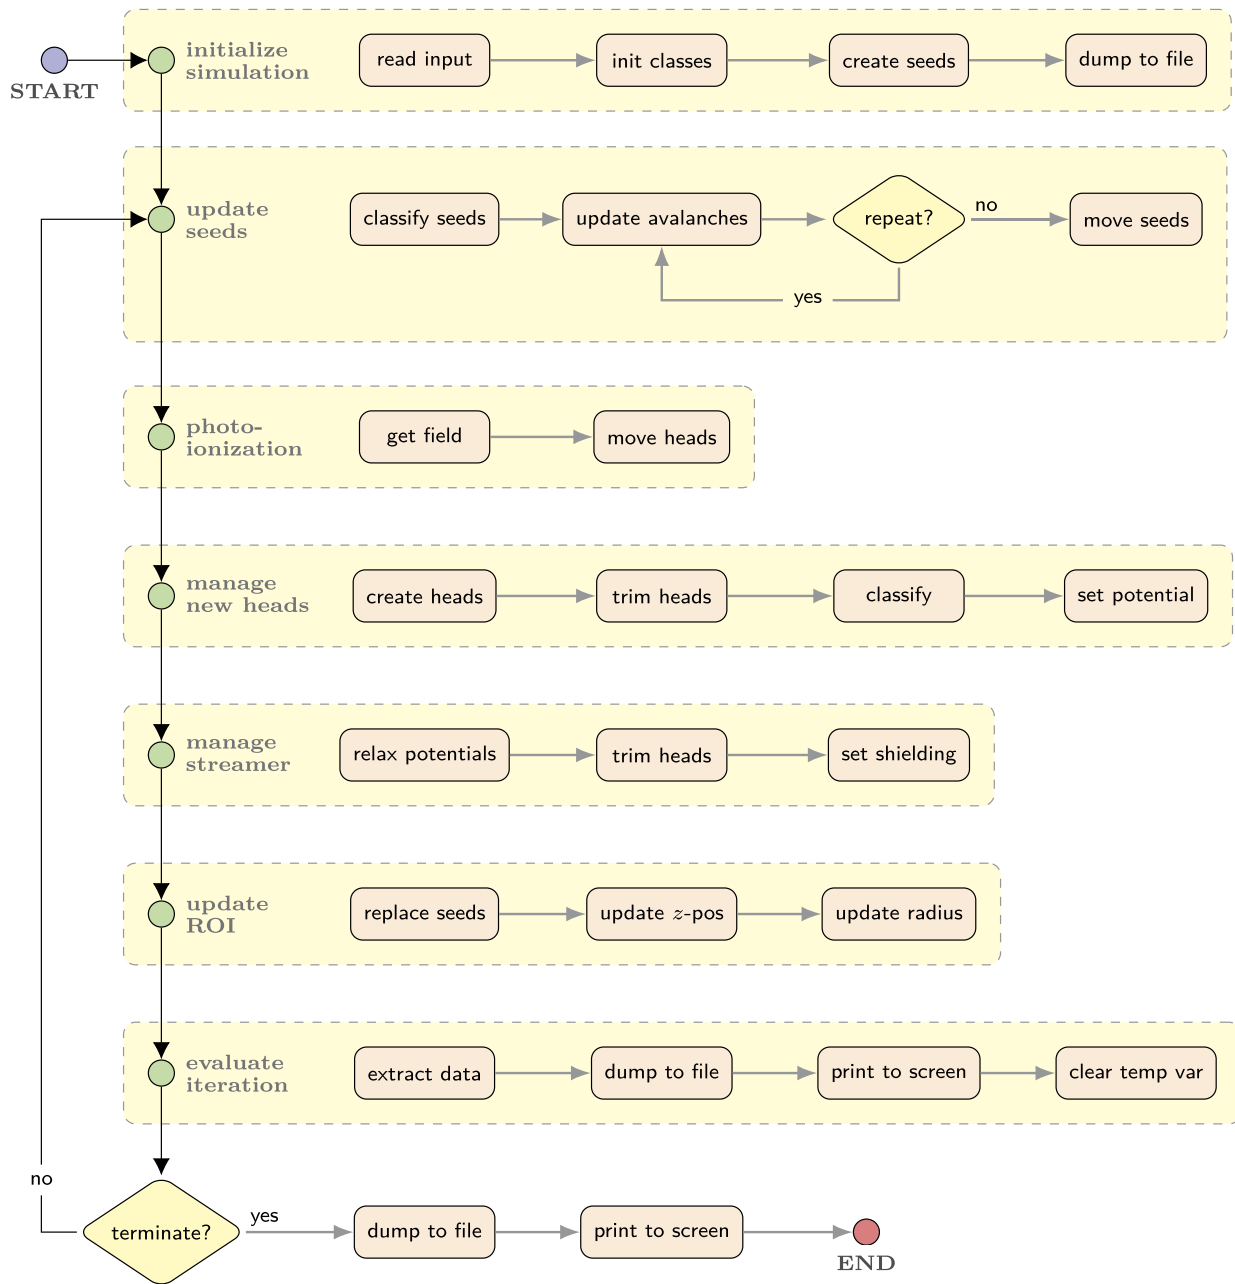 initialize
simulation
read input
init classes
create seeds
dump to file
START
update
seeds
classify seeds
update avalanches
repeat?
no
move seeds
yes
photo-
ionization
get field
move heads
manage
new heads
create heads
trim heads
classify
set potential
manage
streamer
relax potentials
trim heads
set shielding
update
ROI
replace seeds
update z-pos
update radius
evaluate
iteration
extract data
dump to file
print to screen
clear temp var
no
terminate?
yes
dump to file
print to screen
END